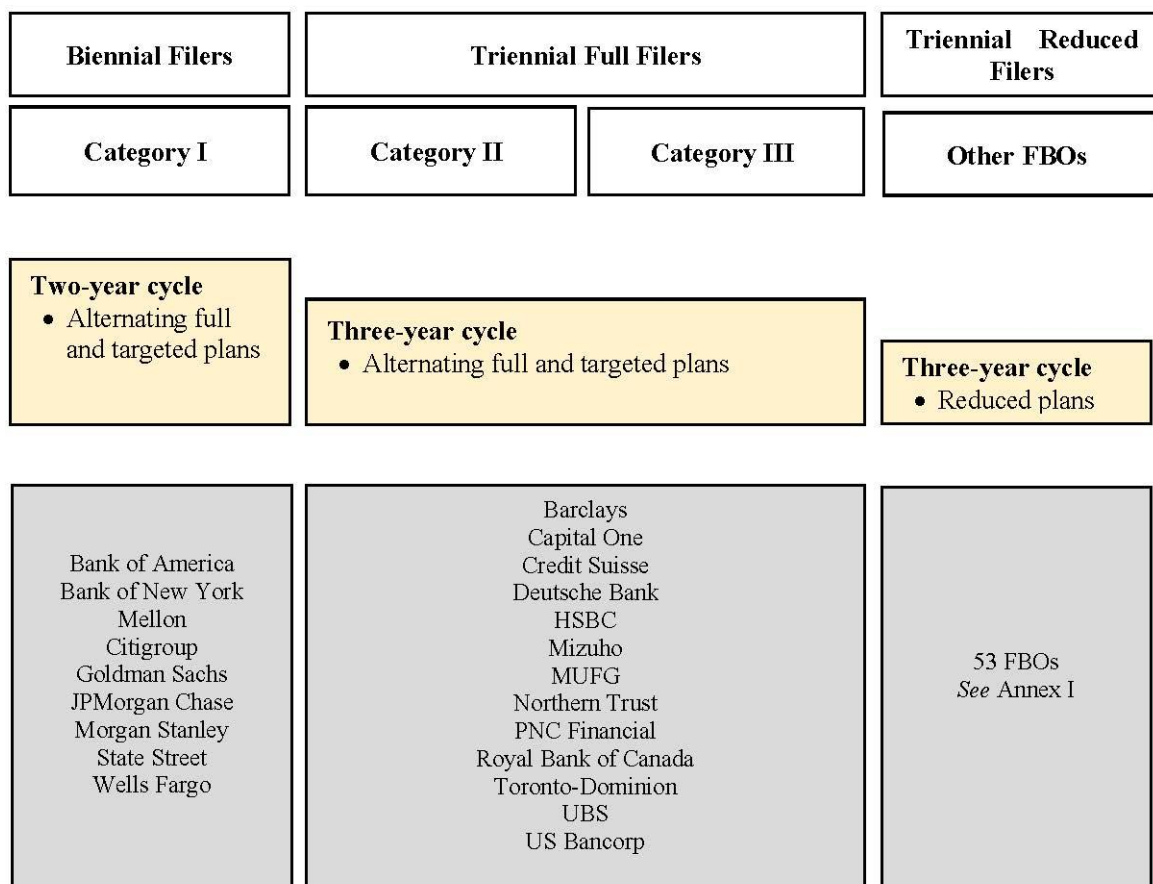 Biennial Filers
Triennial Full Filers
Triennial Reduced
Filers
Category I
Category II
Category III
Other FBOs
Two-year cycle
• Alternating full
and targeted plans
Three-year cycle
• Alternating full and targeted plans
Three-year cycle
• Reduced plans
Bank of America
Bank of New York
Mellon
Citigroup
Goldman Sachs
JPMorgan Chase
Morgan Stanley
State Street
Wells Fargo
Barclays
Capital One
Credit Suisse
Deutsche Bank
HSBC
Mizuho
MUFG
Northern Trust
PNC Financial
Royal Bank of Canada
Toronto-Dominion
UBS
US Bancorp
53 FBOs
See Annex I